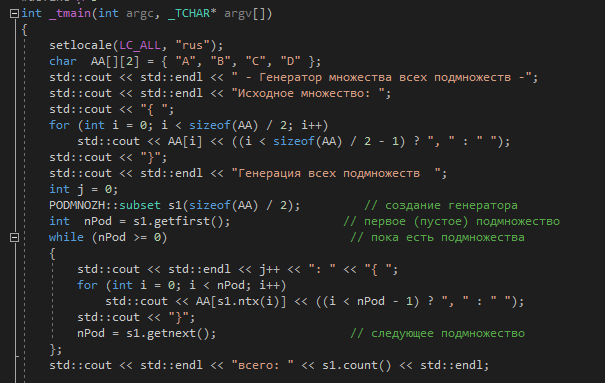 int _tmain(int argc, _TCHAR* argv[])
{
setlocale(LC_ALL, "rus");
char  AA[][2] = { "A", "B", "C", "D" };
std::cout << std::endl << " - Генератор множества всех подмножеств -";
std::cout << std::endl << "Исходное множество: ";
std::cout << "{ ";
for (int i = 0; i < sizeof(AA) / 2; i++)
std::cout << AA[i] << ((i < sizeof(AA) / 2 - 1) ? ", " : " ");
std::cout << "}";
std::cout << std::endl << "Генерация всех подмножеств  ";
int j = 0;
PODMNOZH::subset s1(sizeof(AA) / 2);         // создание генератора
int  nPod = s1.getfirst();                // первое (пустое) подмножество
while (nPod >= 0)                          // пока есть подмножества
{
std::cout << std::endl << j++ << ": " << "{ ";
for (int i = 0; i < nPod; i++)
std::cout << AA[s1.ntx(i)] << ((i < nPod - 1) ? ", " : " ");
std::cout << "}";
nPod = s1.getnext();                   // следующее подмножество
};
std::cout << std::endl << "всего: " << s1.count() << std::endl;